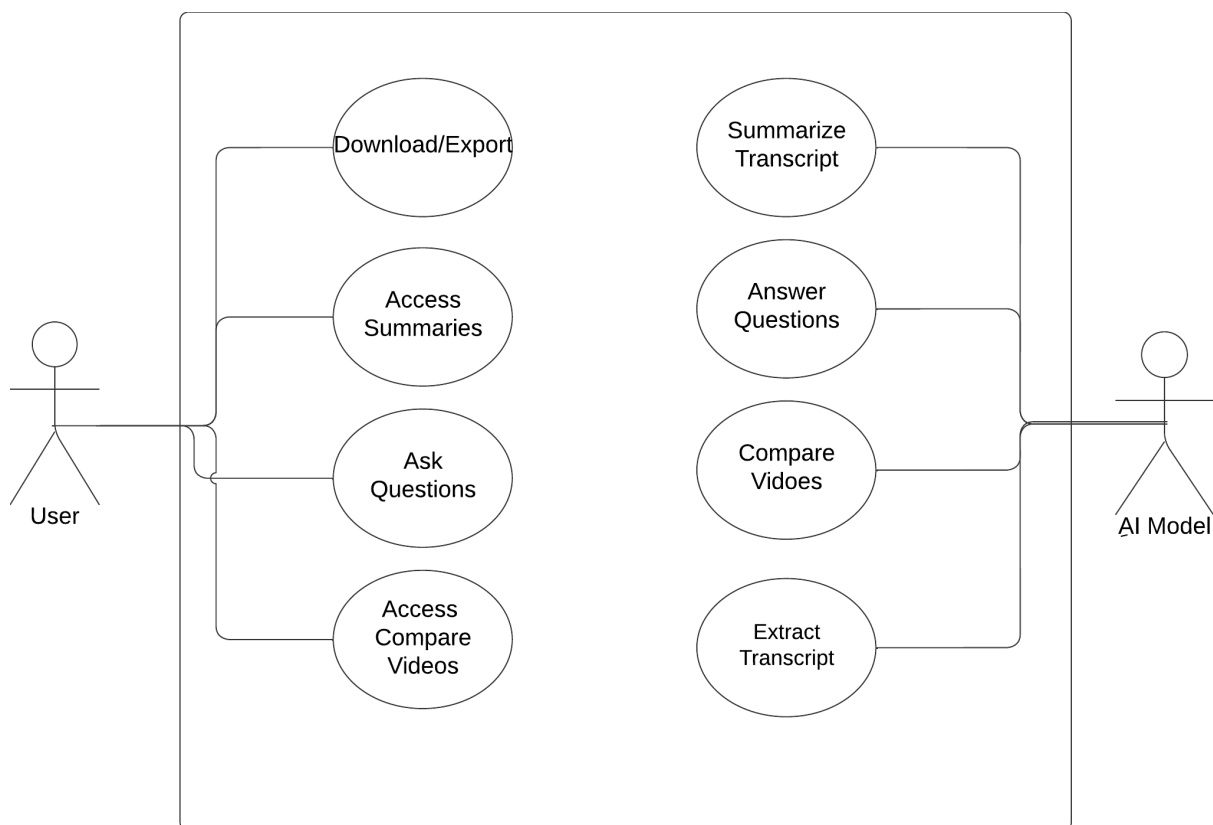 Download/Export
Summarize
Transcript
Access
Summaries
Answer
Questions
Ask
Questions
Compare
Vidoes
User
AI Model
Access
Compare
Videos
Extract
Transcript